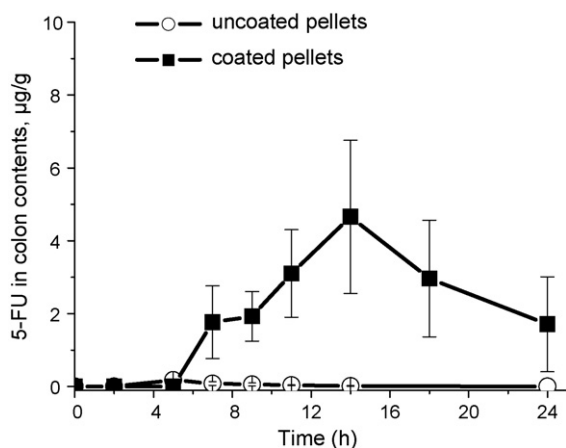 10
uncoated pellets
coated pellets
8
6
4
2
0
0 4 8 12 16 20 24
5-FU in colon contents, µg/g
Time (h)